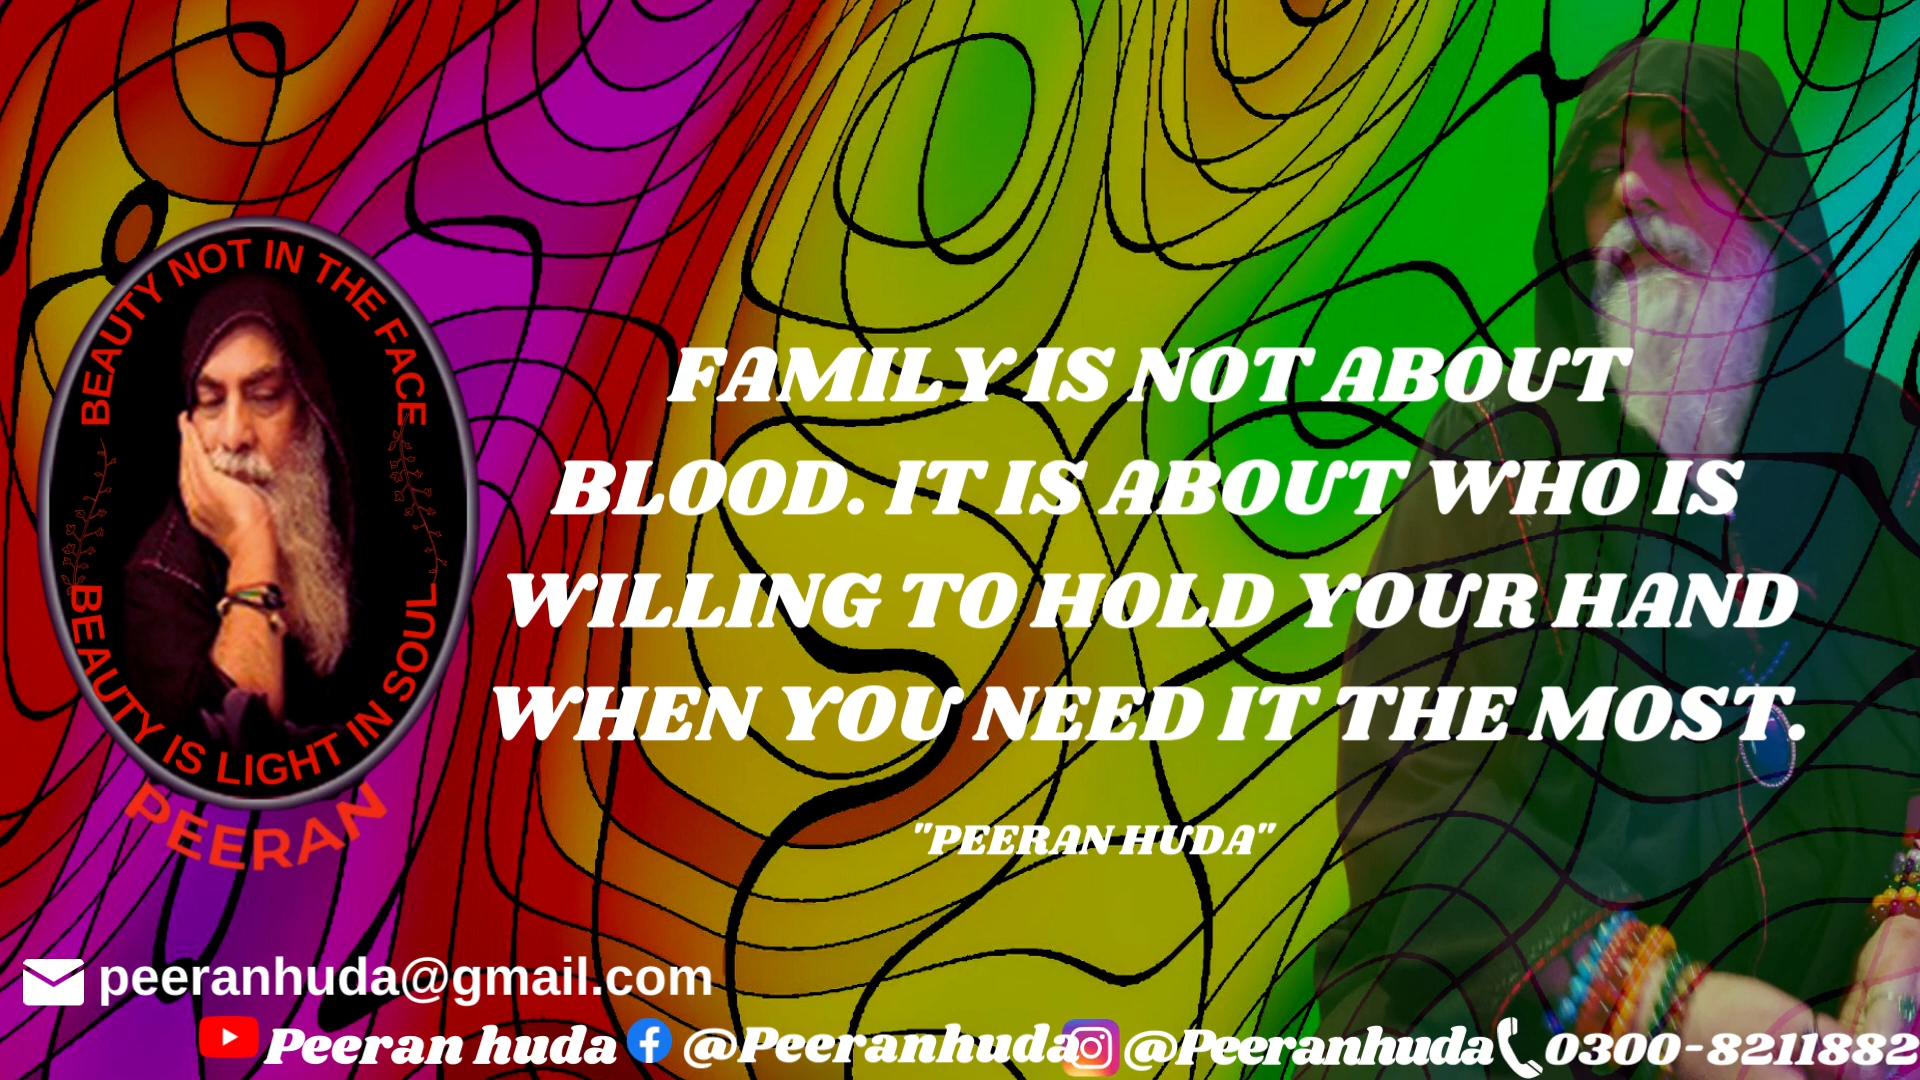 BEAUTY NOT IN THE FACE
BEAUTY IS LIGHT IN SOUL
PEERAN
FAMILY IS NOT ABOUT
BLOOD. IT IS ABOUT WHO IS
WILLING TO HOLD YOUR HAND
WHEN YOU NEED IT THE MOST.
"PEERAN HUDA"
peeranhuda@gmail.com
Peeran huda @Peeranhuda @Peeranhuda 0300-8211882